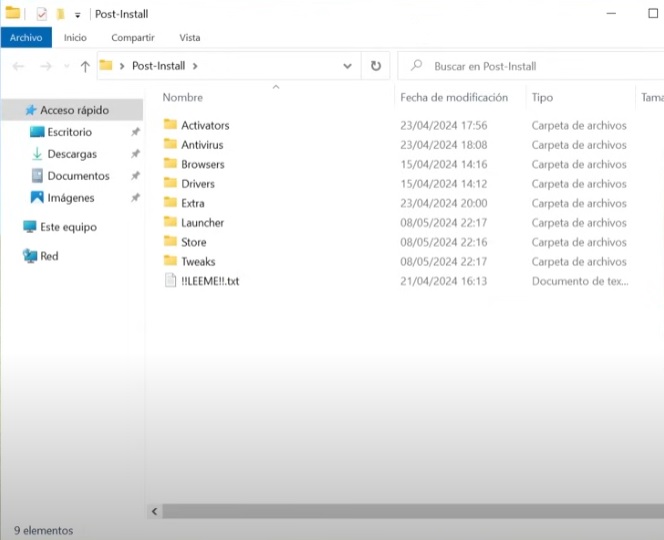 Post-Install
Archivo Inicio Compartir Vista
Post-Install
Buscar en Post-Install
Nombre Fecha de modificación Tipo Tama
Acceso rápido
Escritorio
Descargas
Documentos
Imágenes
Este equipo
Red
Activators 23/04/2024 17:56 Carpeta de archivos
Antivirus 23/04/2024 18:08 Carpeta de archivos
Browsers 15/04/2024 14:16 Carpeta de archivos
Drivers 15/04/2024 14:12 Carpeta de archivos
Extra 23/04/2024 20:00 Carpeta de archivos
Launcher 08/05/2024 22:17 Carpeta de archivos
Store 08/05/2024 22:16 Carpeta de archivos
Tweaks 08/05/2024 22:17 Carpeta de archivos
!!LEEME!!.txt 21/04/2024 16:13 Documento de tex...
9 elementos